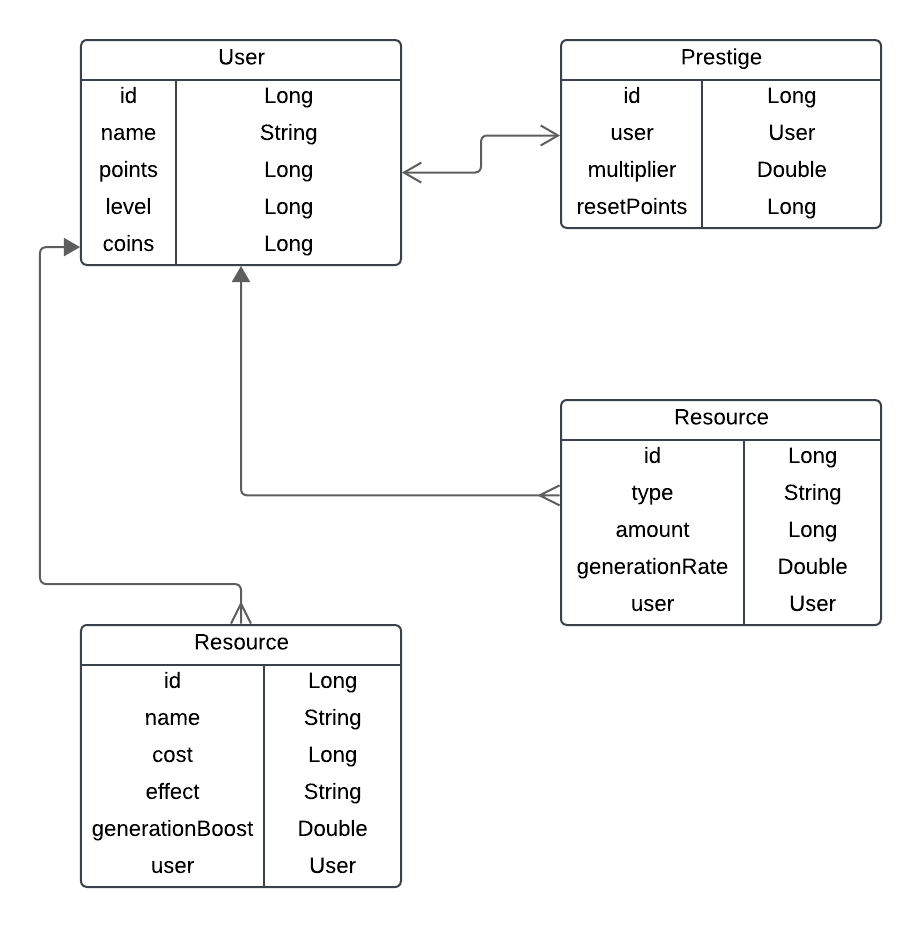 User
id Long
name String
points Long
level Long
coins Long
Prestige
id Long
user User
multiplier Double
resetPoints Long
Resource
id Long
type String
amount Long
generationRate Double
user User
Resource
id Long
name String
cost Long
effect String
generationBoost Double
user User